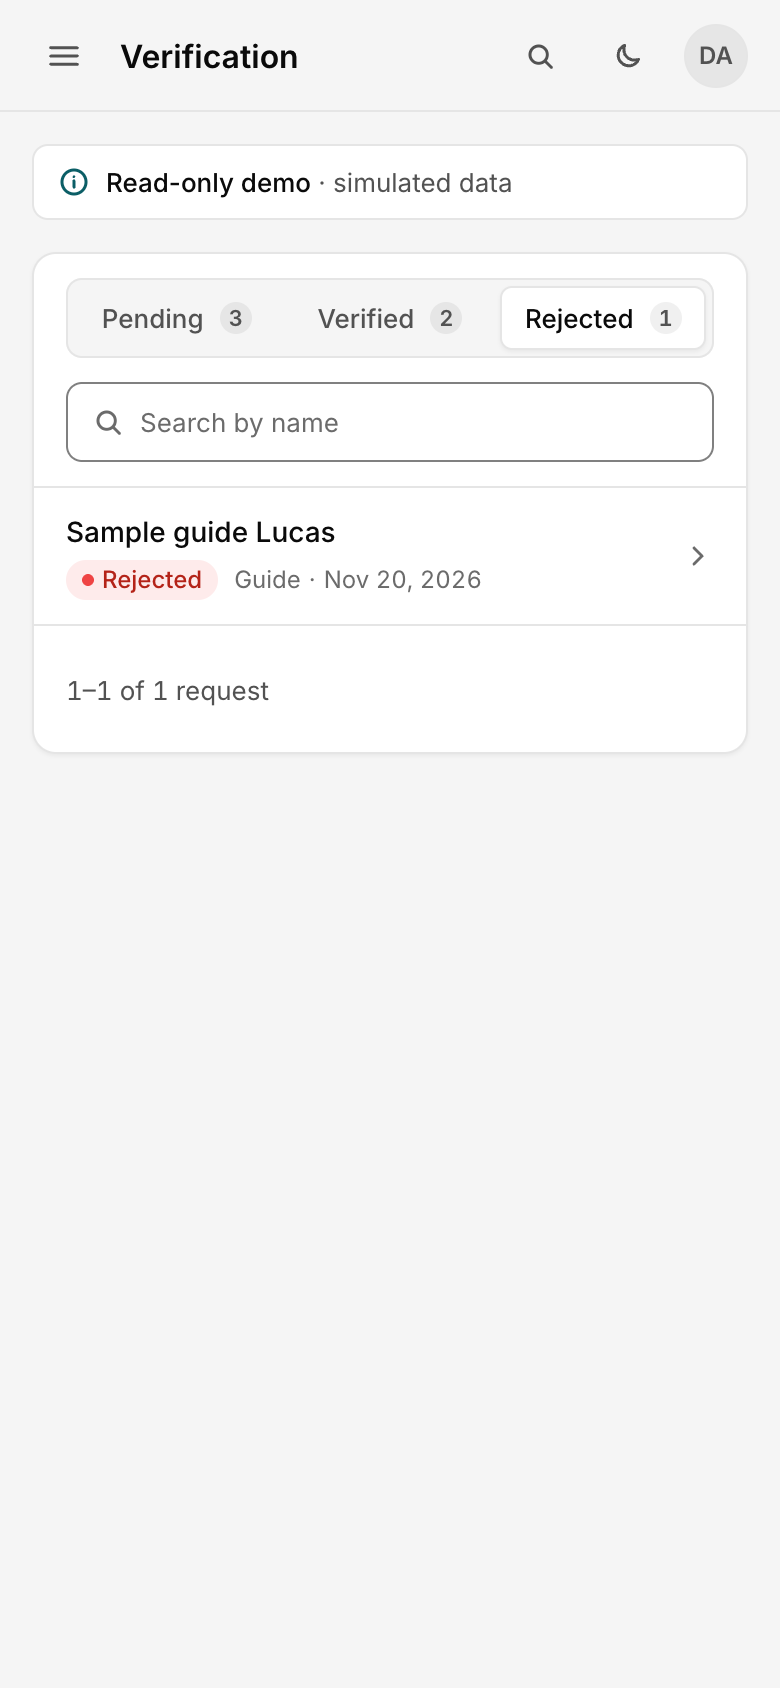 Verification
DA
Read-only demo · simulated data
Pending 3 Verified 2 Rejected 1
Search by name
Sample guide Lucas
Rejected Guide · Nov 20, 2026
1–1 of 1 request